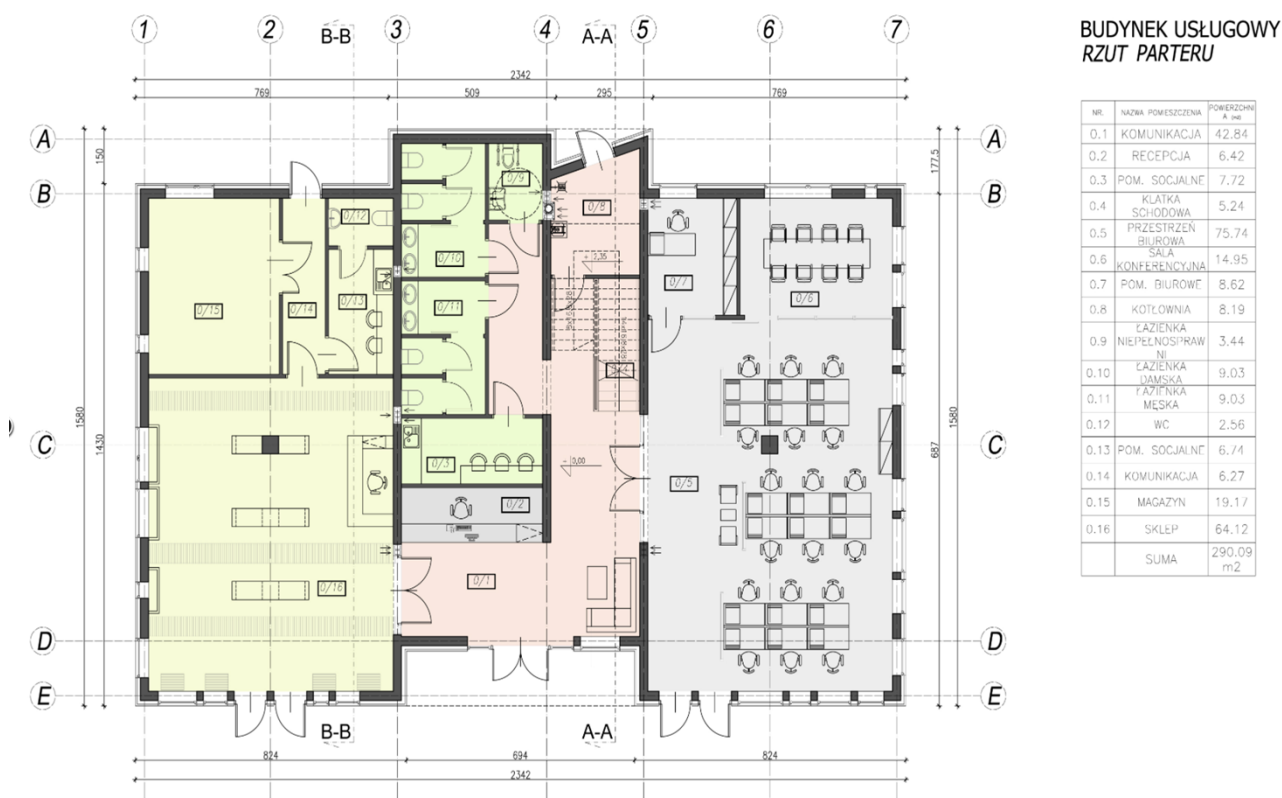 1 2 B-B 3 4 A-A 5 6 7
BUDYNEK USŁUGOWY
RZUT PARTERU
2342
769 509 295 769
NR. NAZWA POMIESZCZENIA POWIERZCHNI A (m2)
0.1 KOMUNIKACJA 42.84
0.2 RECEPCJA 6.42
0.3 POM. SOCJALNE 7.72
0.4 KLATKA SCHODOWA 5.24
0.5 PRZESTRZEŃ BIUROWA 75.74
0.6 SALA KONFERENCYJNA 14.95
0.7 POM. BIUROWE 8.62
0.8 KOTŁOWNIA 8.19
0.9 ŁAZIENKA NIEPEŁNOSPRAW NI 3.44
0.10 ŁAZIENKA DAMSKA 9.03
0.11 ŁAZIENKA MĘSKA 9.03
0.12 WC 2.56
0.13 POM. SOCJALNE 6.74
0.14 KOMUNIKACJA 6.27
0.15 MAGAZYN 19.17
0.16 SKLEP 64.12
SUMA 290.09 m2
A A
150 177.5
B B
0/9
0/12 0/8
0/10 2,35
0/7 0/6
0/15 0/14 0/13 0/11
1580 1430 687 1580
C C
0/3 0,00
0/5
0/2
0/16 0/1
D D
E E
B-B A-A
824 694 824
2342